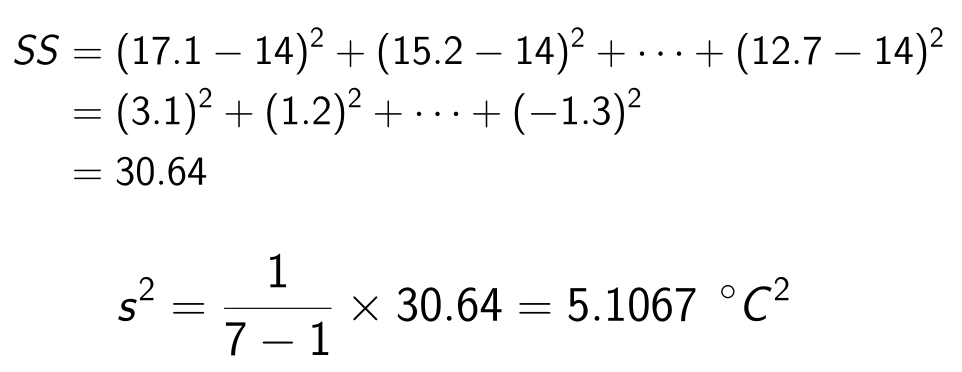 SS = (17.1 − 14)² + (15.2 − 14)² + ⋯ + (12.7 − 14)²
= (3.1)² + (1.2)² + ⋯ + (−1.3)²
= 30.64
s² = 1/(7 − 1) × 30.64 = 5.1067 °C²